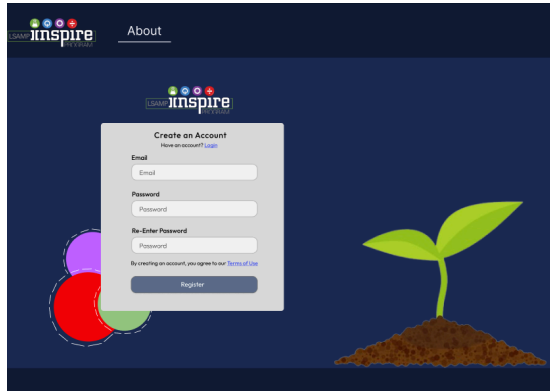 LSAMP INSPIRE
PROGRAM
About
LSAMP INSPIRE
PROGRAM
Create an Account
Have an account? Login
Email
Email
Password
Password
Re-Enter Password
Password
By creating an account, you agree to our Terms of Use
Register